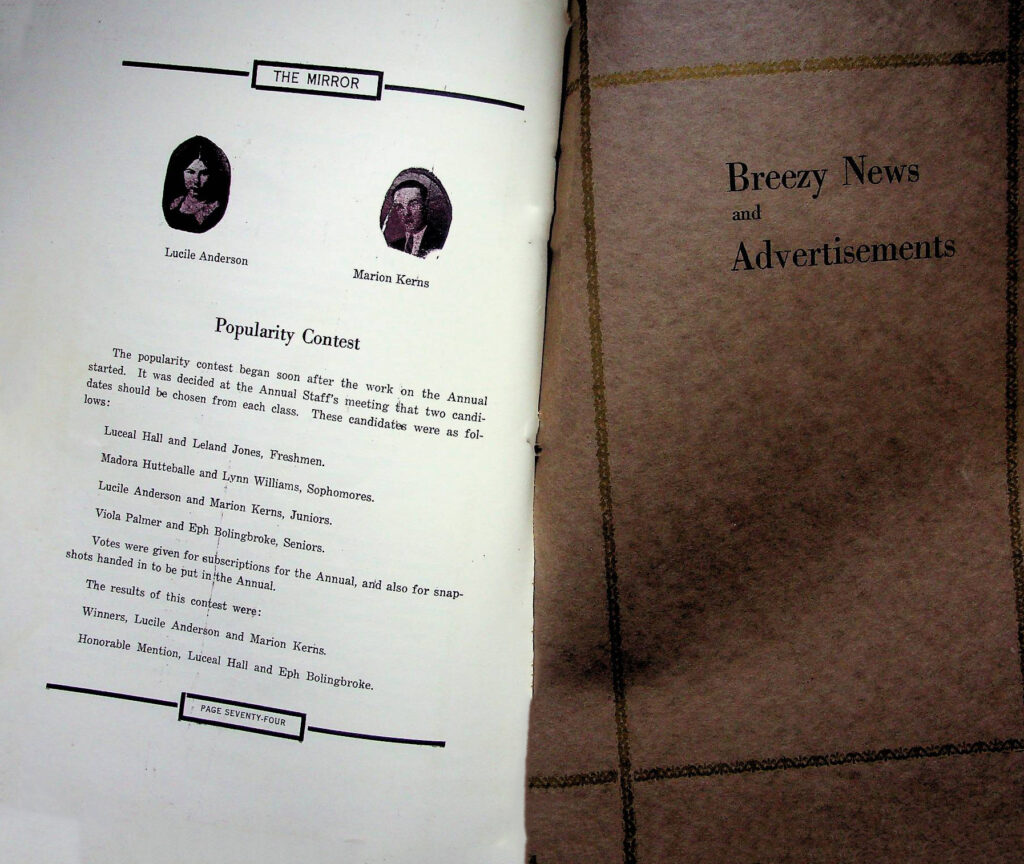 THE MIRROR
Lucile Anderson
Marion Kerns
Popularity Contest
The popularity contest began soon after the work on the Annual
started. It was decided at the Annual Staff's meeting that two candi-
dates should be chosen from each class. These candidates were as fol-
lows:
Luceal Hall and Leland Jones, Freshmen.
Madora Hutteballe and Lynn Williams, Sophomores.
Lucile Anderson and Marion Kerns, Juniors.
Viola Palmer and Eph Bolingbroke, Seniors.
Votes were given for subscriptions for the Annual, and also for snap-
shots handed in to be put in the Annual.
The results of this contest were:
Winners, Lucile Anderson and Marion Kerns.
Honorable Mention, Luceal Hall and Eph Bolingbroke.
PAGE SEVENTY-FOUR
Breezy News
and
Advertisements